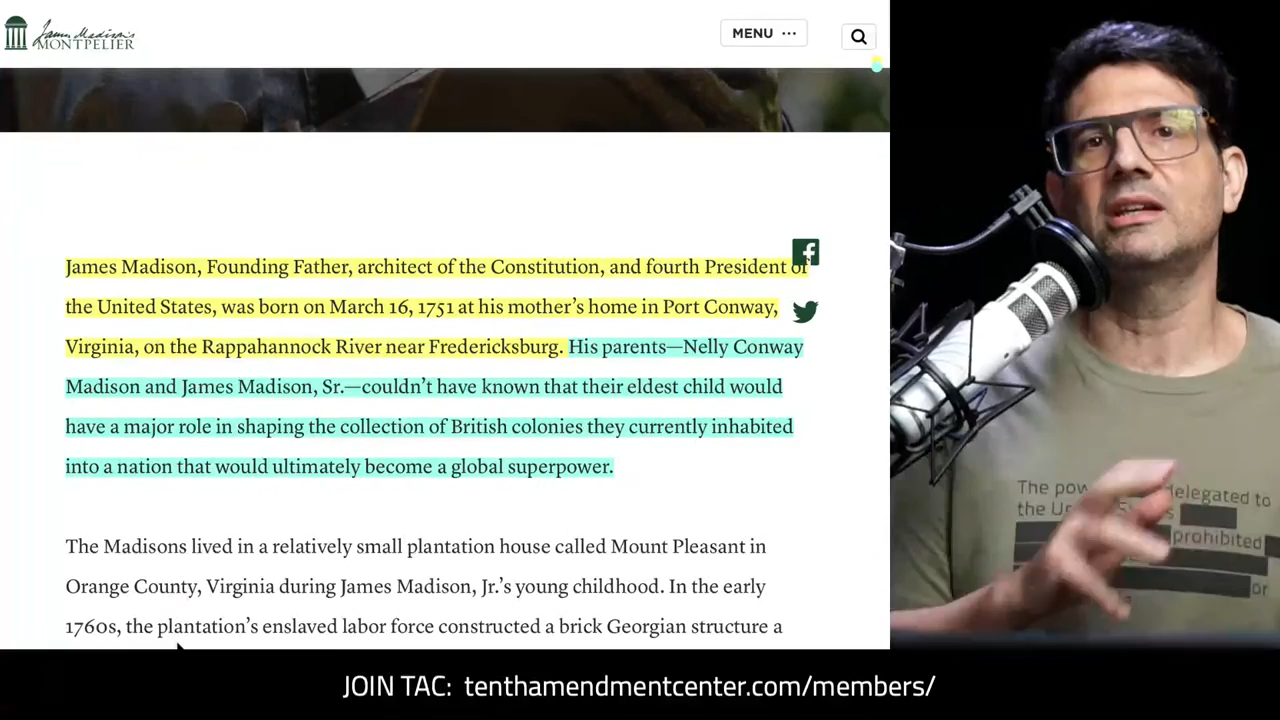 James Madison's
MONTPELIER
MENU ···
James Madison, Founding Father, architect of the Constitution, and fourth President of
the United States, was born on March 16, 1751 at his mother’s home in Port Conway,
Virginia, on the Rappahannock River near Fredericksburg. His parents—Nelly Conway
Madison and James Madison, Sr.—couldn’t have known that their eldest child would
have a major role in shaping the collection of British colonies they currently inhabited
into a nation that would ultimately become a global superpower.
The Madisons lived in a relatively small plantation house called Mount Pleasant in
Orange County, Virginia during James Madison, Jr.’s young childhood. In the early
1760s, the plantation’s enslaved labor force constructed a brick Georgian structure a
The delegated to
the
prohibited
or
JOIN TAC: tenthamendmentcenter.com/members/